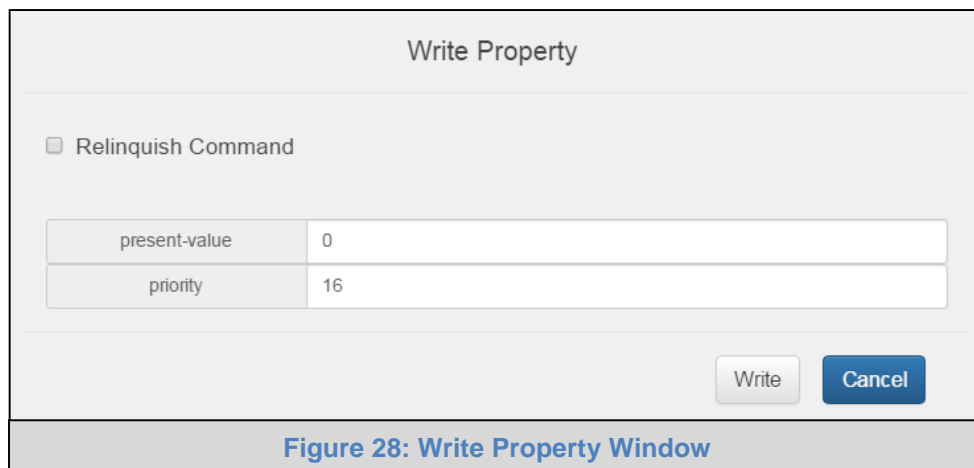 Write Property
Relinquish Command
present-value 0
priority 16
Write Cancel
Figure 28: Write Property Window